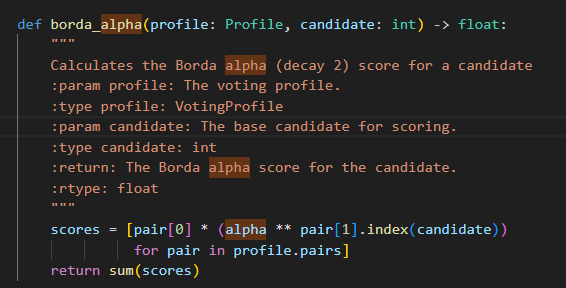 def borda_alpha(profile: Profile, candidate: int) -> float:
    """
    Calculates the Borda alpha (decay 2) score for a candidate
    :param profile: The voting profile.
    :type profile: VotingProfile
    :param candidate: The base candidate for scoring.
    :type candidate: int
    :return: The Borda alpha score for the candidate.
    :rtype: float
    """
    scores = [pair[0] * (alpha ** pair[1].index(candidate))
              for pair in profile.pairs]
    return sum(scores)